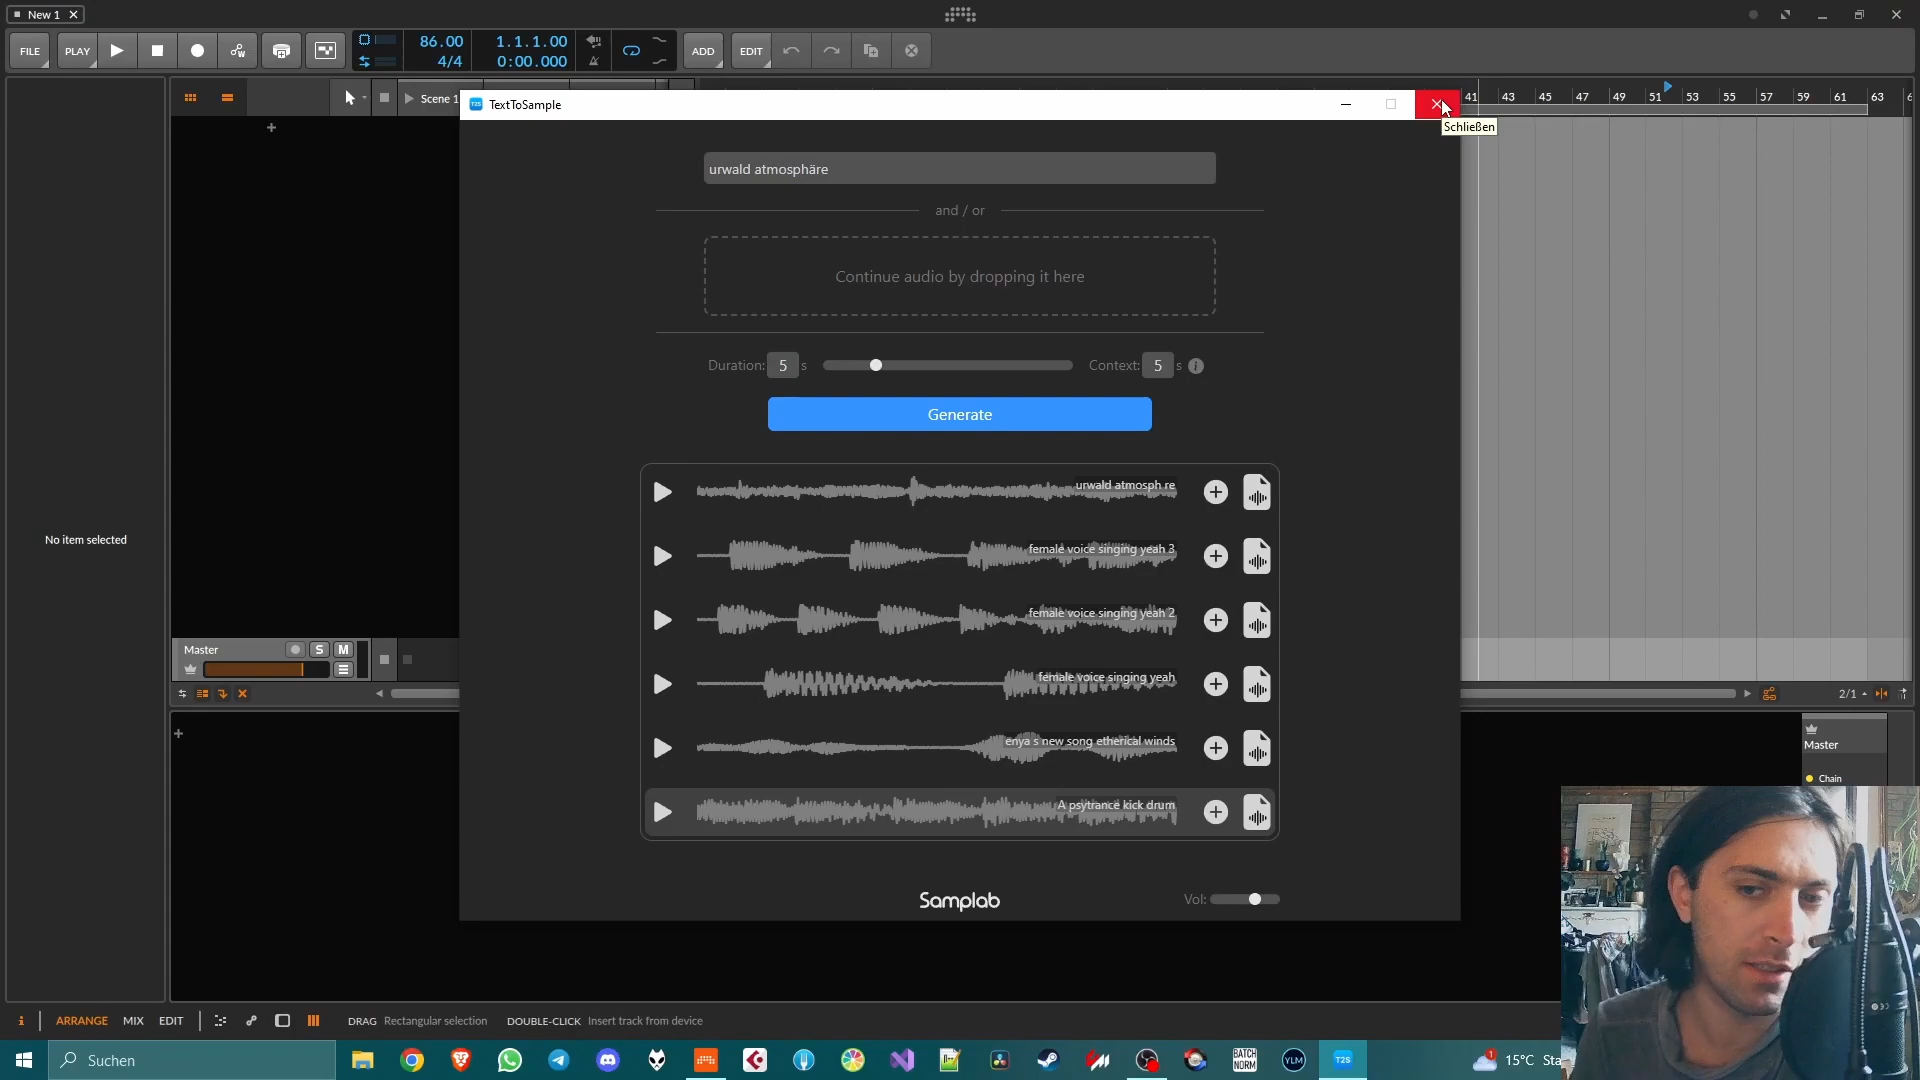 New 1
FILE
PLAY
86.00
4/4
1.1.1.00
0:00.000
ADD
EDIT
Scene 1
41 43 45 47 49 51 53 55 57 59 61 63
TextToSample
Schließen
urwald atmosphäre
and / or
Continue audio by dropping it here
Duration: 5 s
Context: 5 s i
Generate
urwald atmosph re
female voice singing yeah 3
female voice singing yeah 2
female voice singing yeah
enya s new song etherical winds
A psytrance kick drum
Samplab
Vol:
No item selected
Master
S M
2/1
Master
Chain
i
ARRANGE
MIX
EDIT
DRAG Rectangular selection
DOUBLE-CLICK Insert track from device
Suchen
BATCH
NORM
YLM
T2S
1
15°C